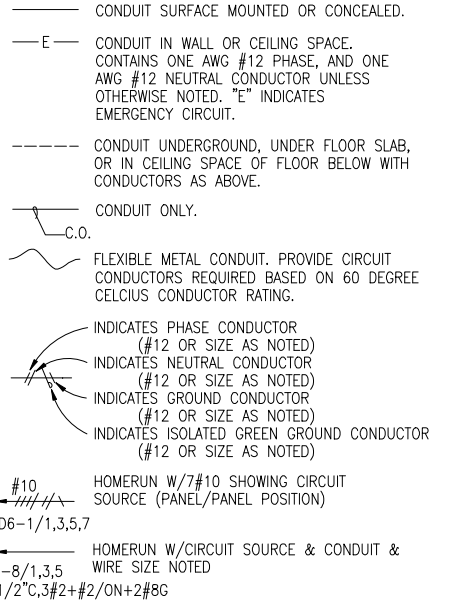 CONDUIT SURFACE MOUNTED OR CONCEALED.
E
CONDUIT IN WALL OR CEILING SPACE.
CONTAINS ONE AWG #12 PHASE, AND ONE
AWG #12 NEUTRAL CONDUCTOR UNLESS
OTHERWISE NOTED. "E" INDICATES
EMERGENCY CIRCUIT.
CONDUIT UNDERGROUND, UNDER FLOOR SLAB,
OR IN CEILING SPACE OF FLOOR BELOW WITH
CONDUCTORS AS ABOVE.
CONDUIT ONLY.
C.O.
FLEXIBLE METAL CONDUIT. PROVIDE CIRCUIT
CONDUCTORS REQUIRED BASED ON 60 DEGREE
CELCIUS CONDUCTOR RATING.
INDICATES PHASE CONDUCTOR
(#12 OR SIZE AS NOTED)
INDICATES NEUTRAL CONDUCTOR
(#12 OR SIZE AS NOTED)
INDICATES GROUND CONDUCTOR
(#12 OR SIZE AS NOTED)
INDICATES ISOLATED GREEN GROUND CONDUCTOR
(#12 OR SIZE AS NOTED)
#10
HOMERUN W/7#10 SHOWING CIRCUIT
SOURCE (PANEL/PANEL POSITION)
D6-1/1,3,5,7
HOMERUN W/CIRCUIT SOURCE & CONDUIT &
WIRE SIZE NOTED
-8/1,3,5
1/2"C,3#2+#2/ON+2#8G